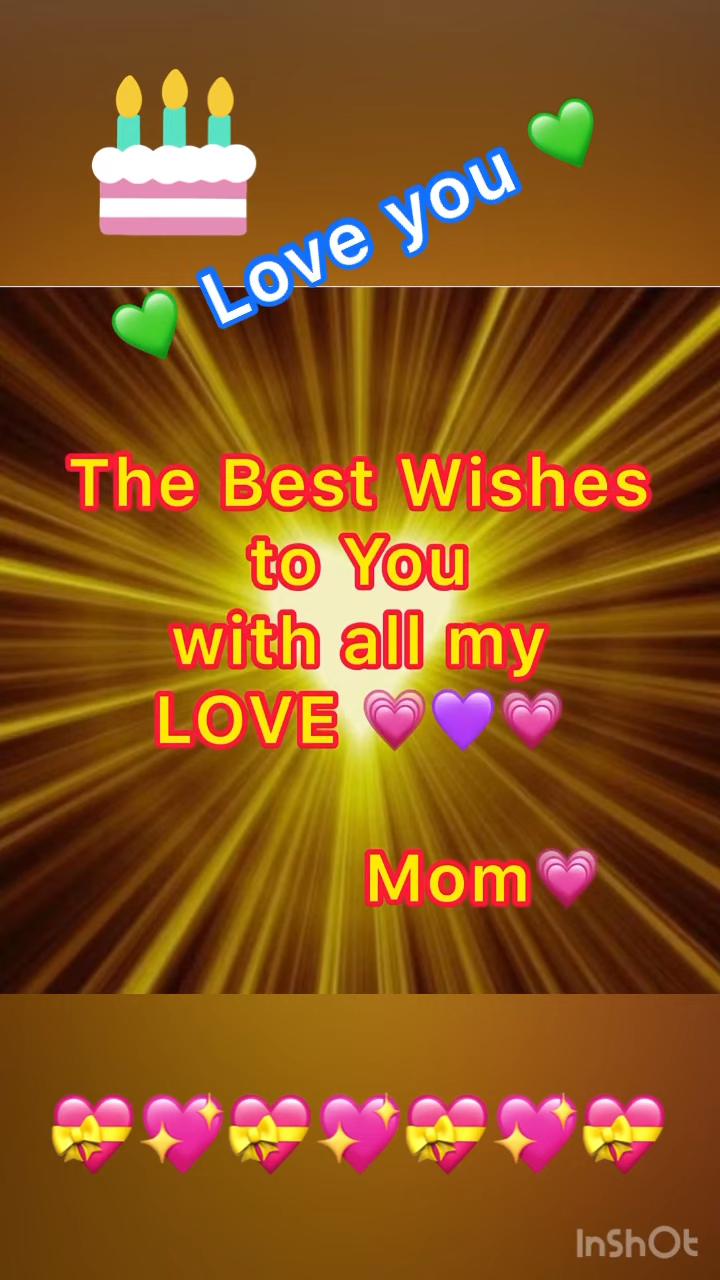 💚 Love you 💚
The Best Wishes
to You
with all my
LOVE 💗💜💗
Mom💗
💝💖💝💖💝💖💝
InShOt